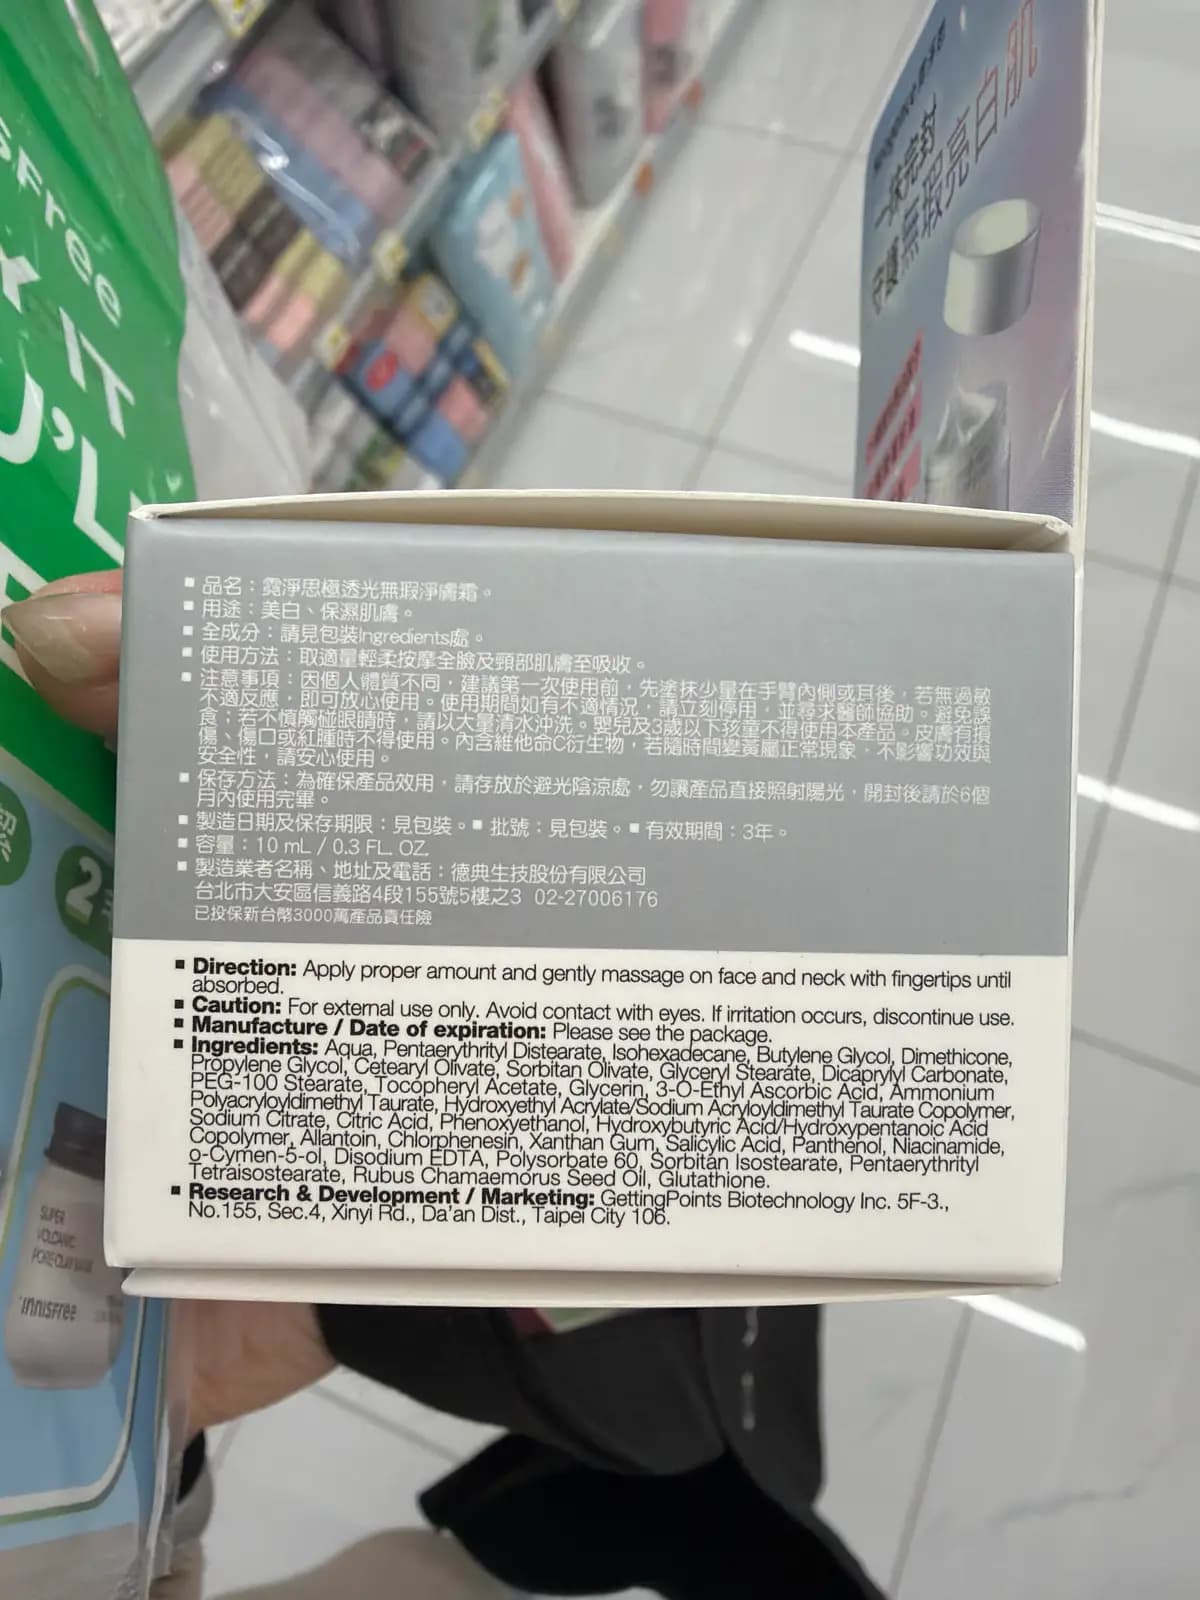 SFree
IT
U'L
一抹完封
守護無瑕亮白肌
▪ 品名：霓淨思極透光無瑕淨膚霜。
▪ 用途：美白、保濕肌膚。
▪ 全成分：請見包裝Ingredients處。
▪ 使用方法：取適量輕柔按摩全臉及頸部肌膚至吸收。
▪ 注意事項：因個人體質不同，建議第一次使用前，先塗抹少量在手臂內側或耳後，若無過敏
不適反應，即可放心使用。使用期間如有不適情況，請立刻停用，並尋求醫師協助。避免誤
食；若不慎觸碰眼睛時，請以大量清水沖洗。嬰兒及3歲以下孩童不得使用本產品。皮膚有損
傷、傷口或紅腫時不得使用。內含維他命C衍生物，若隨時間變黃屬正常現象，不影響功效與
安全性，請安心使用。
▪ 保存方法：為確保產品效用，請存放於避光陰涼處，勿讓產品直接照射陽光，開封後請於6個
月內使用完畢。
▪ 製造日期及保存期限：見包裝。▪ 批號：見包裝。▪ 有效期間：3年。
▪ 容量：10 mL / 0.3 FL. OZ.
▪ 製造業者名稱、地址及電話：德典生技股份有限公司
台北市大安區信義路4段155號5樓之3 02-27006176
已投保新台幣3000萬產品責任險
▪ Direction: Apply proper amount and gently massage on face and neck with fingertips until
absorbed.
▪ Caution: For external use only. Avoid contact with eyes. If irritation occurs, discontinue use.
▪ Manufacture / Date of expiration: Please see the package.
▪ Ingredients: Aqua, Pentaerythrityl Distearate, Isohexadecane, Butylene Glycol, Dimethicone,
Propylene Glycol, Cetearyl Olivate, Sorbitan Olivate, Glyceryl Stearate, Dicaprylyl Carbonate,
PEG-100 Stearate, Tocopheryl Acetate, Glycerin, 3-O-Ethyl Ascorbic Acid, Ammonium
Polyacryloyldimethyl Taurate, Hydroxyethyl Acrylate/Sodium Acryloyldimethyl Taurate Copolymer,
Sodium Citrate, Citric Acid, Phenoxyethanol, Hydroxybutyric Acid/Hydroxypentanoic Acid
Copolymer, Allantoin, Chlorphenesin, Xanthan Gum, Salicylic Acid, Panthenol, Niacinamide,
o-Cymen-5-ol, Disodium EDTA, Polysorbate 60, Sorbitan Isostearate, Pentaerythrityl
Tetraisostearate, Rubus Chamaemorus Seed Oil, Glutathione.
▪ Research & Development / Marketing: GettingPoints Biotechnology Inc. 5F-3.,
No.155, Sec.4, Xinyi Rd., Da'an Dist., Taipei City 106.
2
SUPER
VOLCANIC
PORE CLAY MASK
innisfree